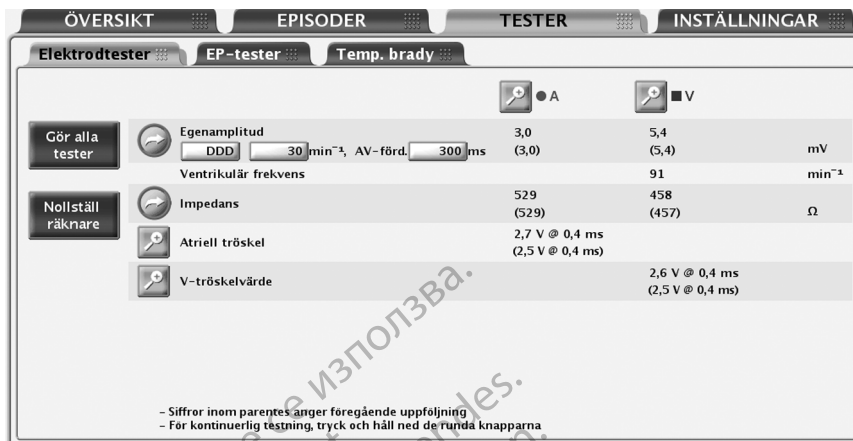 ÖVERSIKT EPISODER TESTER INSTÄLLNINGAR
Elektrodtester EP-tester Temp. brady
A V
Gör alla tester
Egenamplitud 3,0 5,4
DDD 30 min⁻¹, AV-förd. 300 ms (3,0) (5,4) mV
Ventrikulär frekvens 91 min⁻¹
Nollställ räknare
Impedans 529 458
(529) (457) Ω
Atriell tröskel 2,7 V @ 0,4 ms
(2,5 V @ 0,4 ms)
V-tröskelvärde 2,6 V @ 0,4 ms
(2,5 V @ 0,4 ms)
- Siffror inom parentes anger föregående uppföljning
- För kontinuerlig testning, tryck och håll ned de runda knapparna
се използва.